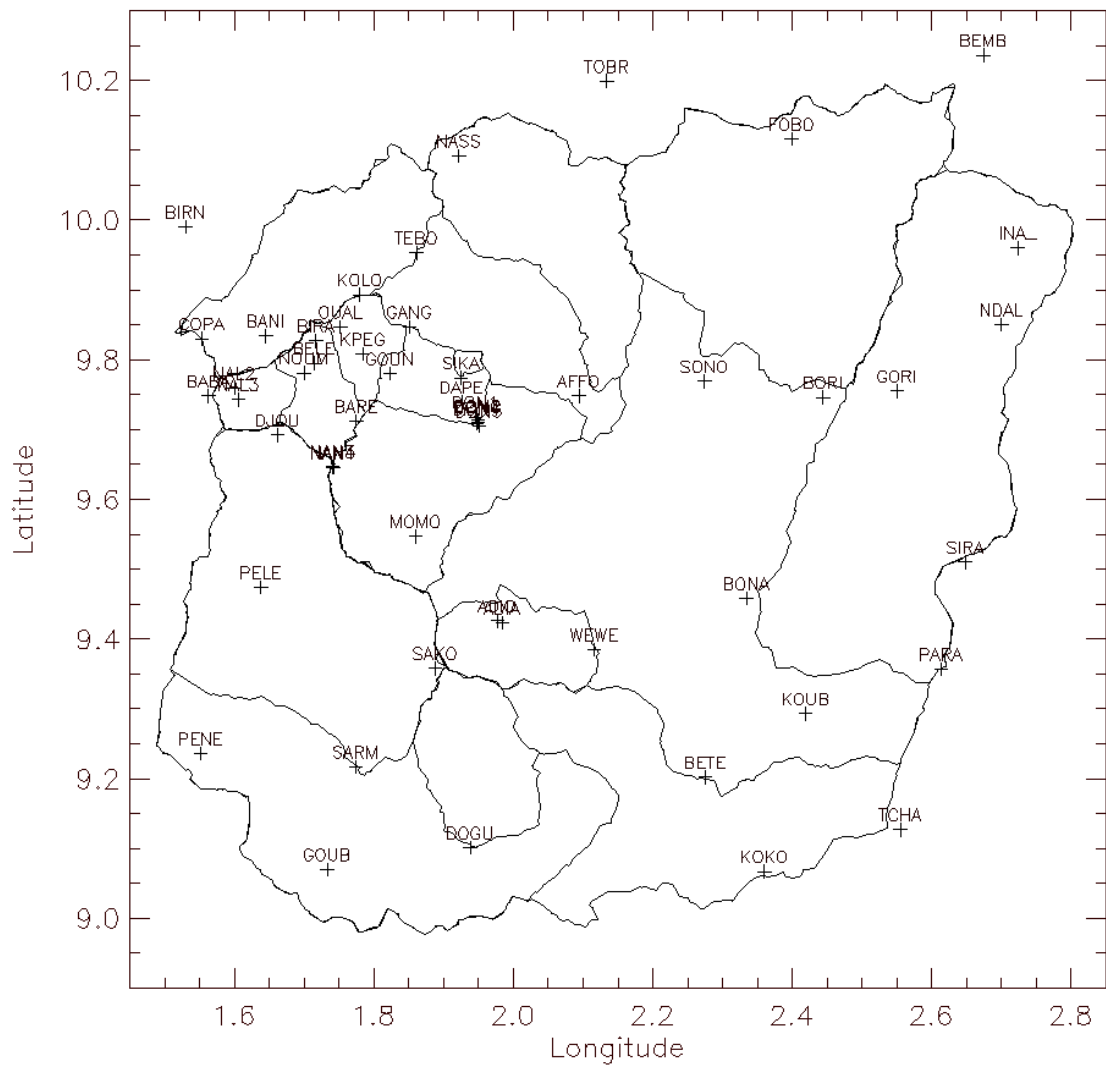 BEMB
TOBR
10.2
FOBO
NASS
BIRN
10.0
TEBO
INA_
KOLO
NDAL
COPA
BANI
OUAL
GANG
BIRA
KPEG
9.8
SIKA
SONO
GORI
AFFO
BORI
DAPE
BARE
DJOU
9.6
MOMO
SIRA
PELE
BONA
WEWE
9.4
SAKO
PARA
KOUB
PENE
SARM
BETE
9.2
TCHA
DOGU
GOUB
KOKO
9.0
Latitude
1.6 1.8 2.0 2.2 2.4 2.6 2.8
Longitude